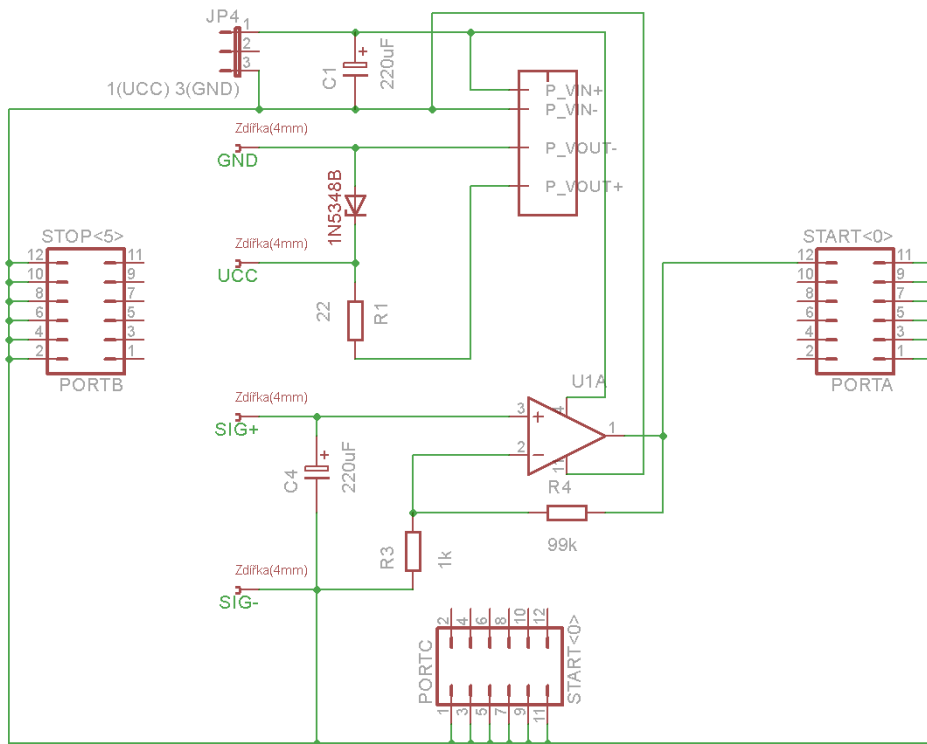 JP4
1
2
3
1(UCC) 3(GND)
C1
+
220uF
P_VIN+
P_VIN-
P_VOUT-
P_VOUT+
Zdířka(4mm)
GND
1N5348B
Zdířka(4mm)
UCC
22
R1
STOP<5>
12 11
10 9
8 7
6 5
4 3
2 1
PORTB
START<0>
12 11
10 9
8 7
6 5
4 3
2 1
PORTA
U1A
Zdířka(4mm)
SIG+
3
+
4
1
2
-
11
C4
+
220uF
R4
99k
R3
1k
Zdířka(4mm)
SIG-
2 4 6 8 10 12
PORTC
START<0>
1 3 5 7 9 11